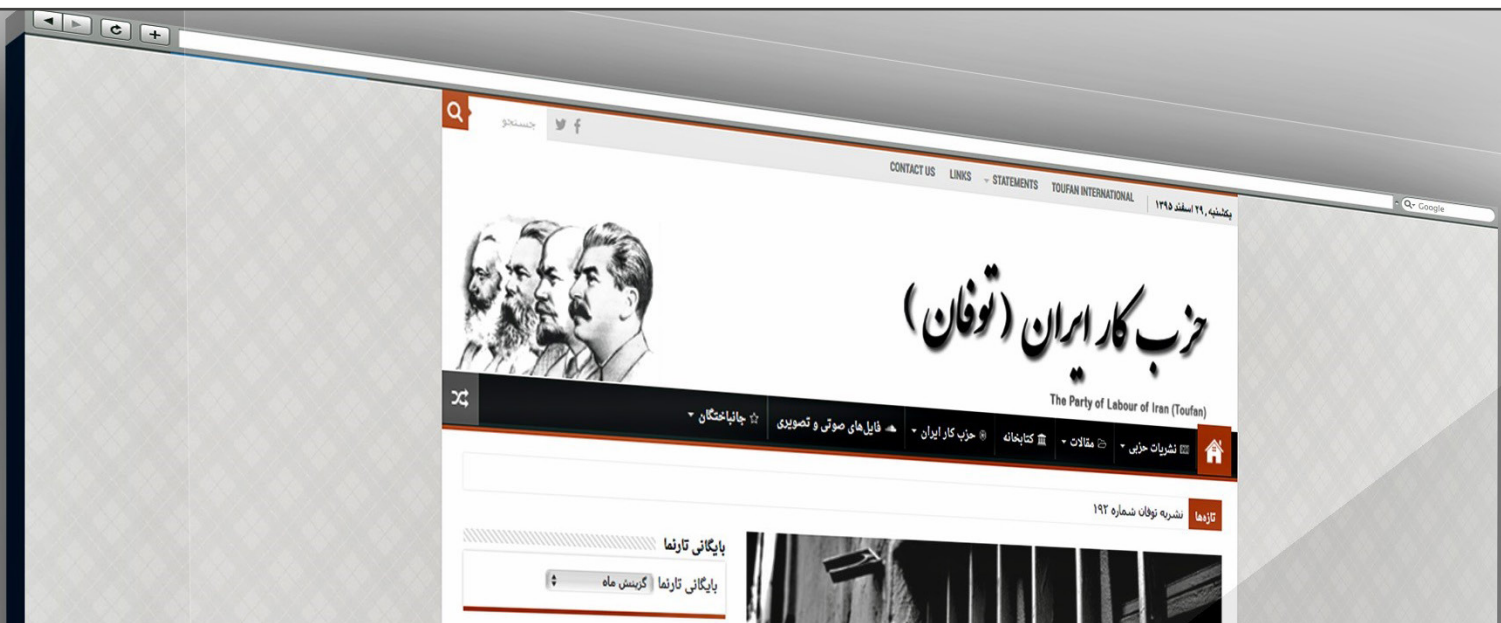 Google
جستجو
CONTACT US LINKS STATEMENTS TOUFAN INTERNATIONAL
یکشنبه , ۲۹ اسفند ۱۳۹۵
حزب کار ایران (توفان)
The Party of Labour of Iran (Toufan)
نشریات حزبی مقالات کتابخانه حزب کار ایران فایل‌های صوتی و تصویری جانباختگان
تازه‌ها نشریه توفان شماره ۱۹۲
بایگانی تارنما
بایگانی تارنما گزینش ماه